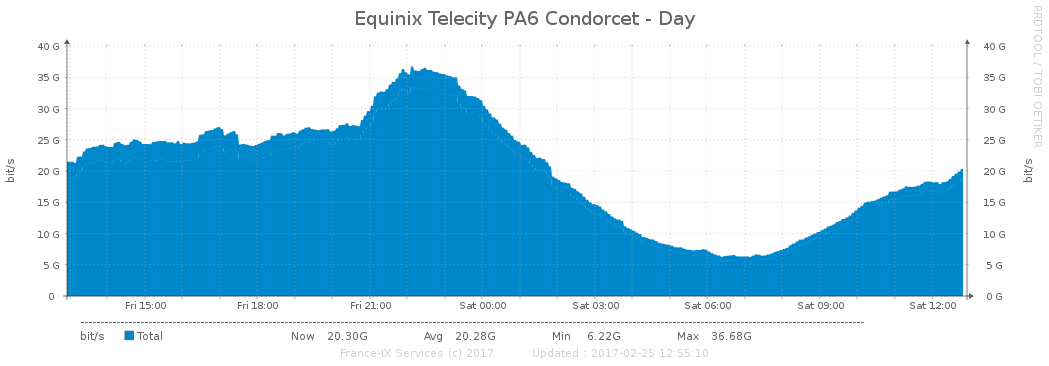 Equinix Telecity PA6 Condorcet - Day
RRDTOOL / TOBI OETIKER
40 G 40 G
35 G 35 G
30 G 30 G
25 G 25 G
20 G 20 G
15 G 15 G
10 G 10 G
5 G 5 G
0 0 G
bit/s bit/s
Fri 15:00 Fri 18:00 Fri 21:00 Sat 00:00 Sat 03:00 Sat 06:00 Sat 09:00 Sat 12:00
bit/s Total Now 20.30G Avg 20.28G Min 6.22G Max 36.68G
France-IX Services (c) 2017 Updated : 2017-02-25 12:55:10